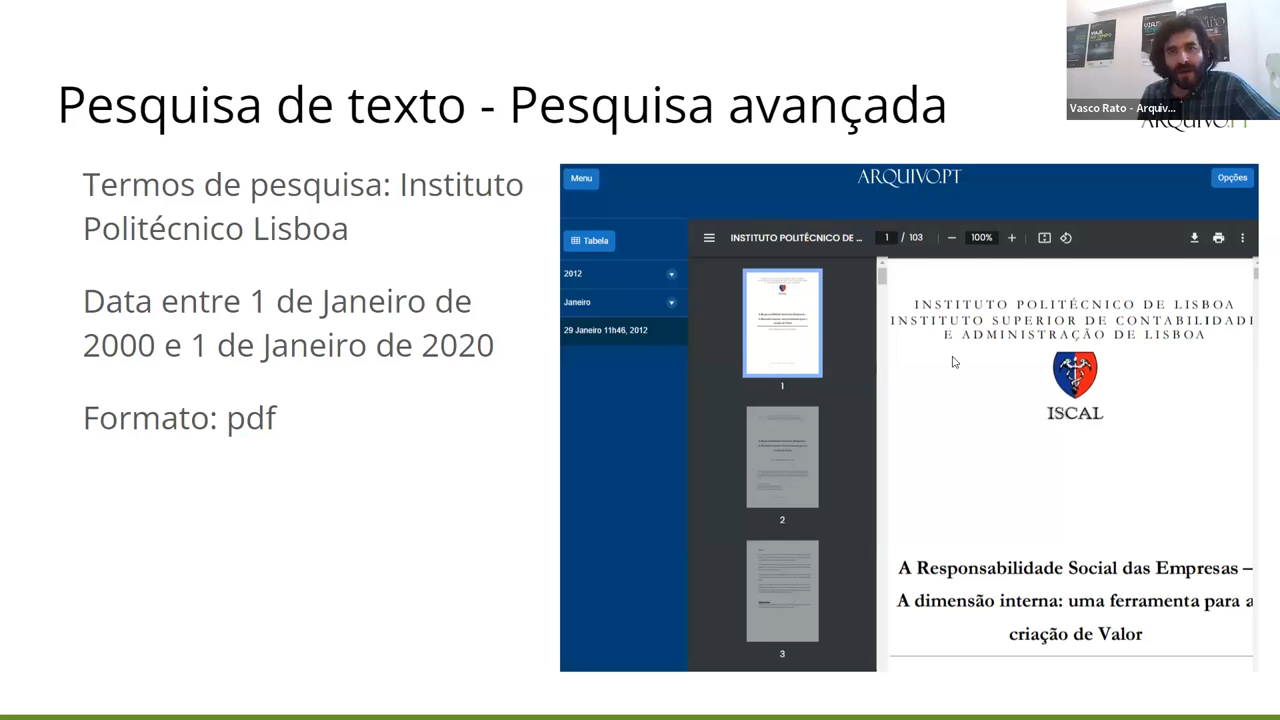 Pesquisa de texto - Pesquisa avançada
Vasco Rato - Arquiv...
ARQUIVO.PT
Termos de pesquisa: Instituto
Politécnico Lisboa
Data entre 1 de Janeiro de
2000 e 1 de Janeiro de 2020
Formato: pdf
Menu
ARQUIVO.PT
Opções
Tabela
2012
Janeiro
29 Janeiro 11h46, 2012
INSTITUTO POLITÉCNICO DE ...
1 / 103
100%
1
2
3
INSTITUTO POLITÉCNICO DE LISBOA
INSTITUTO SUPERIOR DE CONTABILIDADE
E ADMINISTRAÇÃO DE LISBOA
ISCAL
A Responsabilidade Social das Empresas –
A dimensão interna: uma ferramenta para a
criação de Valor